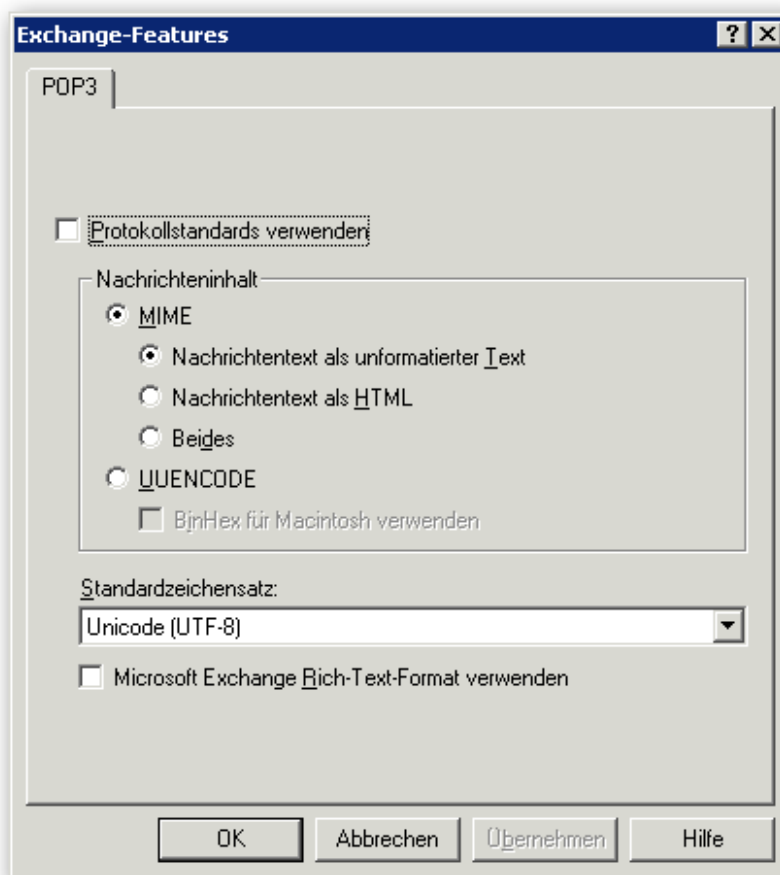 Exchange-Features
POP3
Protokollstandards verwenden
Nachrichteninhalt
MIME
Nachrichtentext als unformatierter Text
Nachrichtentext als HTML
Beides
UUENCODE
BinHex für Macintosh verwenden
Standardzeichensatz:
Unicode (UTF-8)
Microsoft Exchange Rich-Text-Format verwenden
OK Abbrechen Übernehmen Hilfe